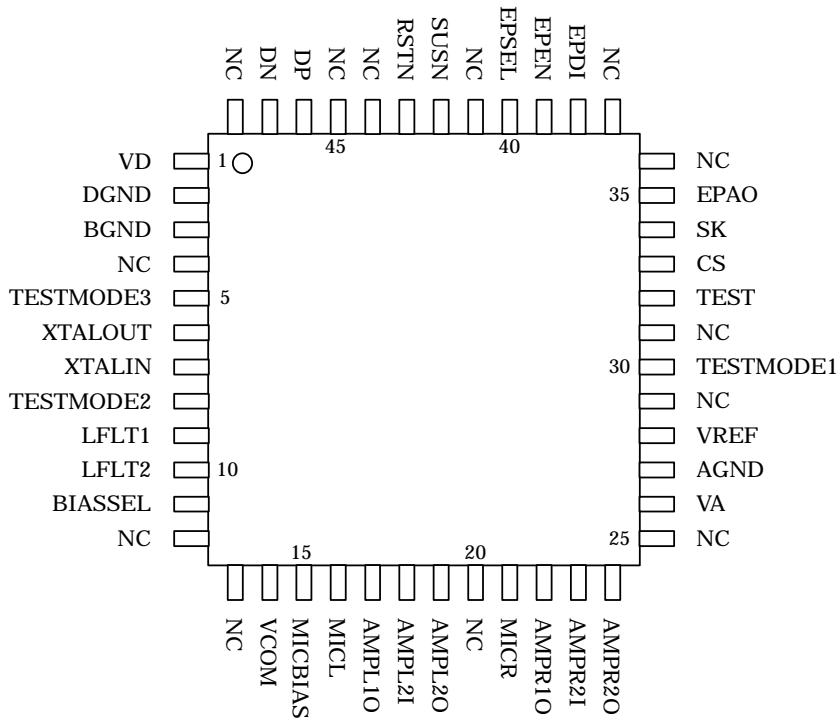 NC
DN
DP
NC
NC
RSTN
SUSN
NC
EPSEL
EPEN
EPDI
NC
45
40
VD 1 NC
DGND 35 EPAO
BGND SK
NC CS
TESTMODE3 5 TEST
XTALOUT NC
XTALIN 30 TESTMODE1
TESTMODE2 NC
LFLT1 VREF
LFLT2 10 AGND
BIASSEL VA
NC 25 NC
15
20
NC
VCOM
MICBIAS
MICL
AMPL1O
AMPL2I
AMPL2O
NC
MICR
AMPR1O
AMPR2I
AMPR2O